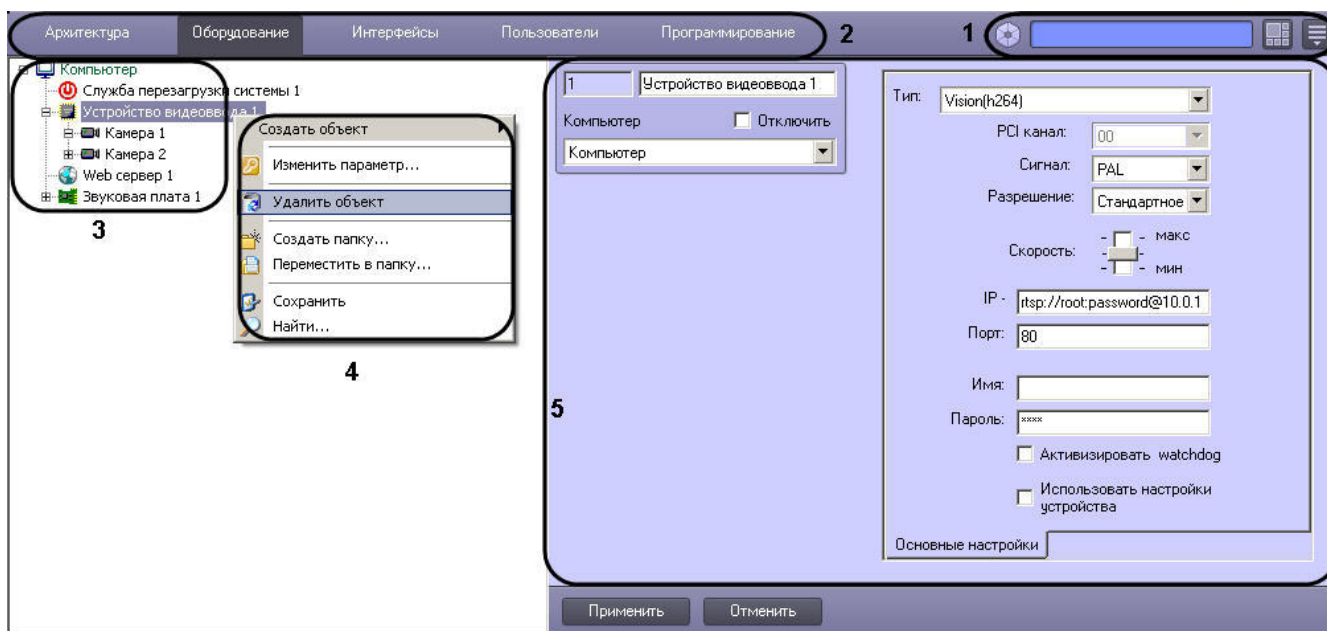 Архитектура Оборудование Интерфейсы Пользователи Программирование 2 1
Компьютер
Служба перезагрузки системы 1
Устройство видеоввода 1
Камера 1
Камера 2
Web сервер 1
Звуковая плата 1
3
Создать объект
Изменить параметр...
Удалить объект
Создать папку...
Переместить в папку...
Сохранить
Найти...
4
1 Устройство видеоввода 1
Компьютер Отключить
Компьютер
5
Тип: Vision(h264)
PCI канал: 00
Сигнал: PAL
Разрешение: Стандартное
Скорость: - - макс
- -
- - мин
IP - rtsp://root:password@10.0.1
Порт: 80
Имя:
Пароль: xxxx
Активизировать watchdog
Использовать настройки
устройства
Основные настройки
Применить Отменить